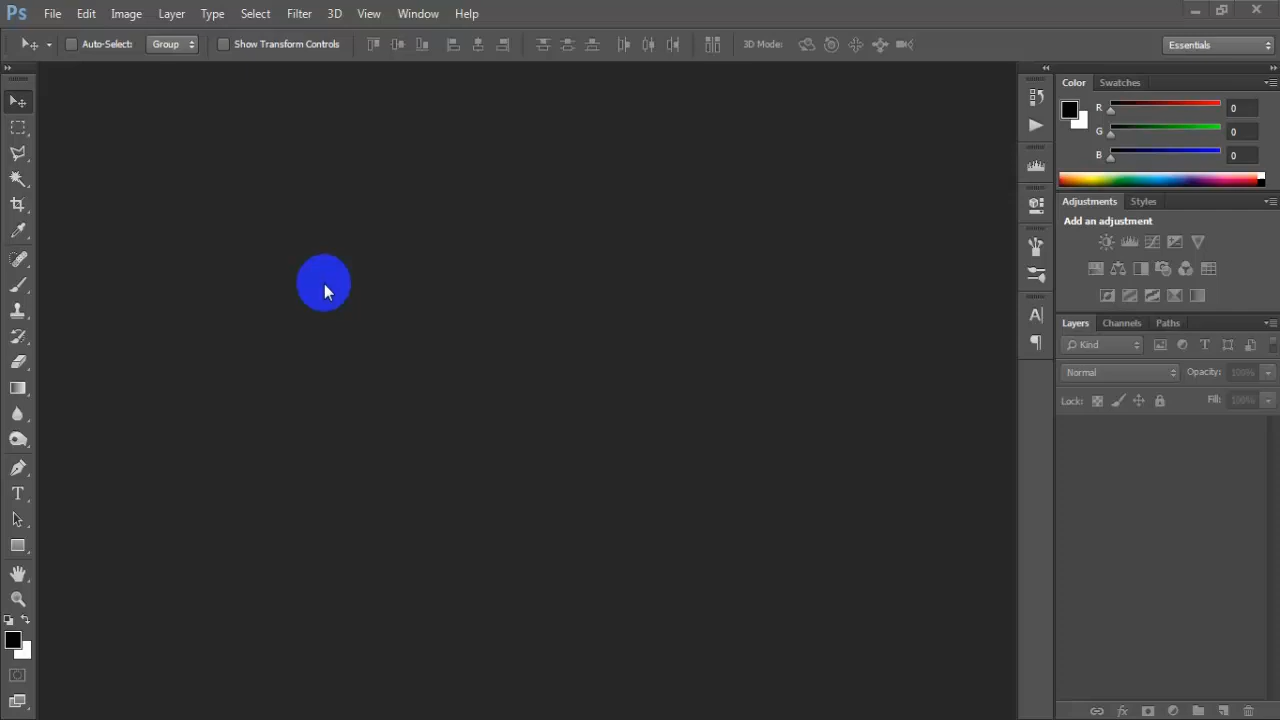 Ps File Edit Image Layer Type Select Filter 3D View Window Help
Auto-Select: Group Show Transform Controls 3D Mode: Essentials
Color Swatches
R 0
G 0
B 0
Adjustments Styles
Add an adjustment
Layers Channels Paths
Kind
Normal Opacity: 100%
Lock: Fill: 100%